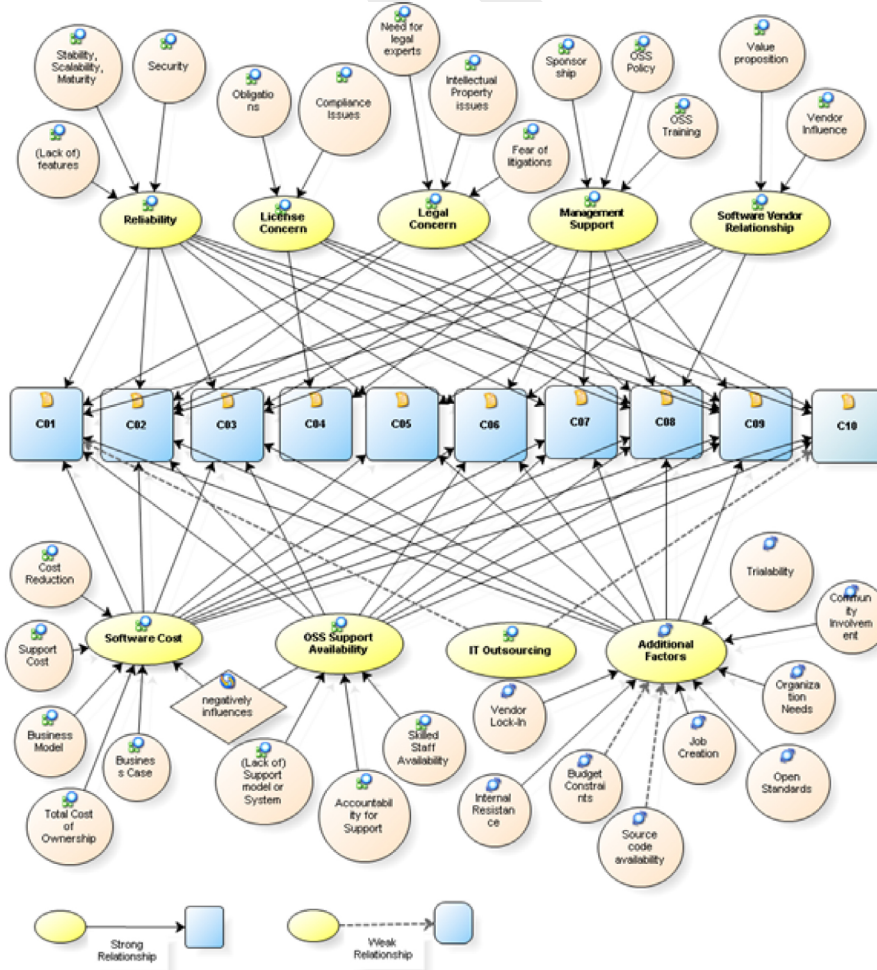 Stability,
Scalability,
Maturity
Security
(Lack of)
features
Obligatio
ns
Compliance
Issues
Need for
legal
experts
Intellectual
Property
issues
Fear of
litigations
Sponsor
ship
OSS
Policy
OSS
Training
Value
proposition
Vendor
Influence
Reliability
License
Concern
Legal
Concern
Management
Support
Software Vendor
Relationship
C01
C02
C03
C04
C05
C06
C07
C08
C09
C10
Cost
Reduction
Support
Cost
Business
Model
Total Cost
of
Ownership
Busines
s Case
Software Cost
negatively
influences
OSS Support
Availability
(Lack of)
Support
model or
System
Accountabil
ity for
Support
Skilled
Staff
Availability
IT Outsourcing
Additional
Factors
Vendor
Lock-In
Internal
Resistan
ce
Budget
Constrai
nts
Source
code
availability
Job
Creation
Open
Standards
Organiza
tion
Needs
Commun
ity
Involvem
ent
Trialability
Strong
Relationship
Weak
Relationship